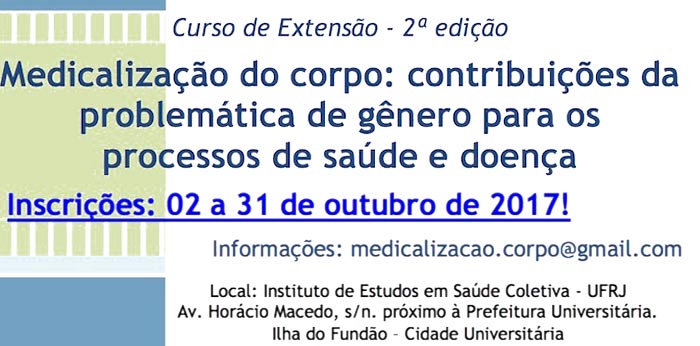 Curso de Extensão - 2ª edição
Medicalização do corpo: contribuições da
problemática de gênero para os
processos de saúde e doença
Inscrições: 02 a 31 de outubro de 2017!
Informações: medicalizacao.corpo@gmail.com
Local: Instituto de Estudos em Saúde Coletiva - UFRJ
Av. Horácio Macedo, s/n. próximo à Prefeitura Universitária.
Ilha do Fundão – Cidade Universitária